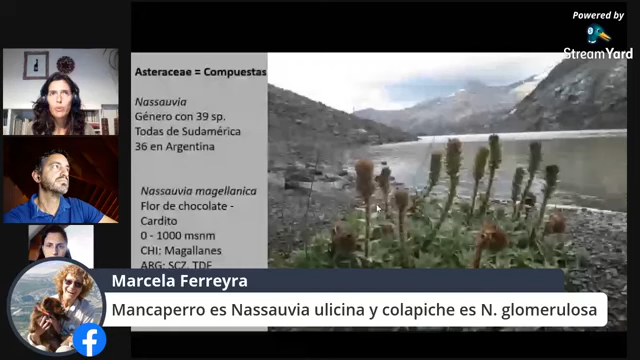 Powered by
StreamYard
Asteraceae = Compuestas
Nassauvia
Género con 39 sp.
Todas de Sudamérica
36 en Argentina
Nassauvia magellanica
Flor de chocolate -
Cardito
0 - 1000 msnm
CHI: Magallanes
ARG: SCZ, TDF
Marcela Ferreyra
Mancaperro es Nassauvia ulicina y colapiche es N. glomerulosa